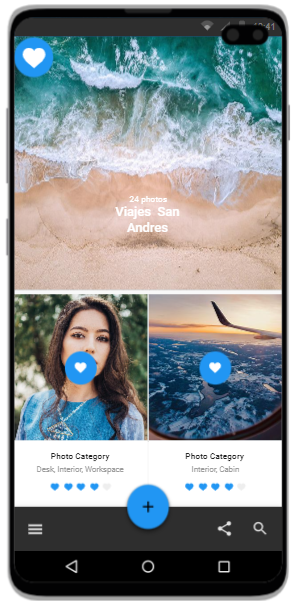 24 photos
Viajes San
Andres
Photo Category
Desk, Interior, Workspace
Photo Category
Interior, Cabin